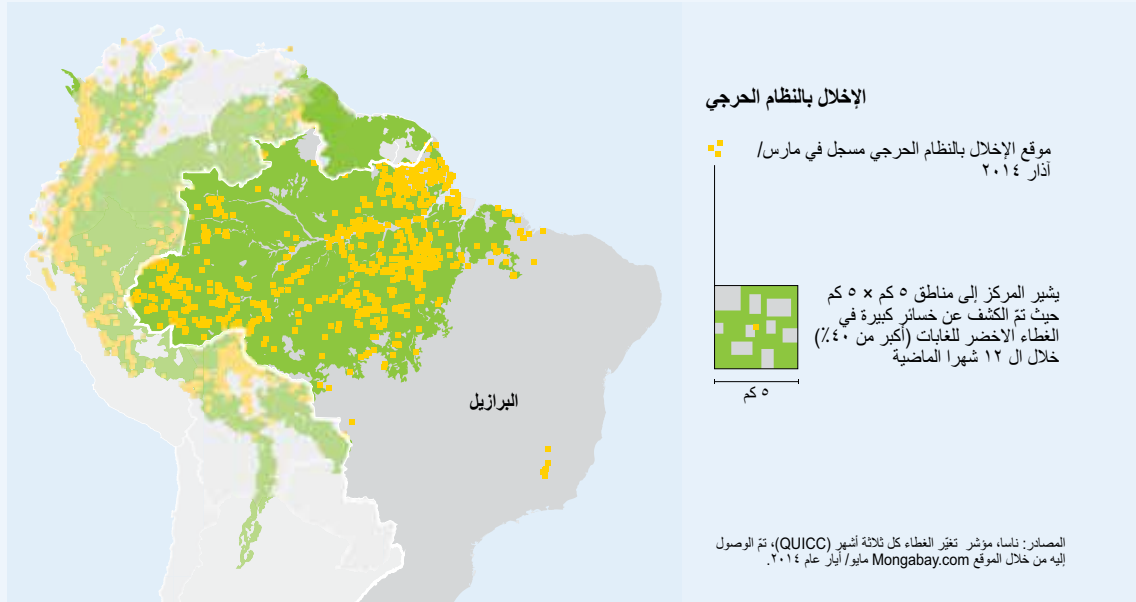 الإخلال بالنظام الحرجي
موقع الإخلال بالنظام الحرجي مسجل في مارس/
آذار ٢٠١٤
يشير المركز إلى مناطق ٥ كم × ٥ كم
حيث تمّ الكشف عن خسائر كبيرة في
الغطاء الاخضر للغابات (أكبر من ٤٠٪)
خلال ال ١٢ شهرا الماضية
٥ كم
البرازيل
المصادر: ناسا، مؤشر تغيّر الغطاء كل ثلاثة أشهر (QUICC)، تمّ الوصول
إليه من خلال الموقع Mongabay.com مايو/ أيار عام ٢٠١٤.